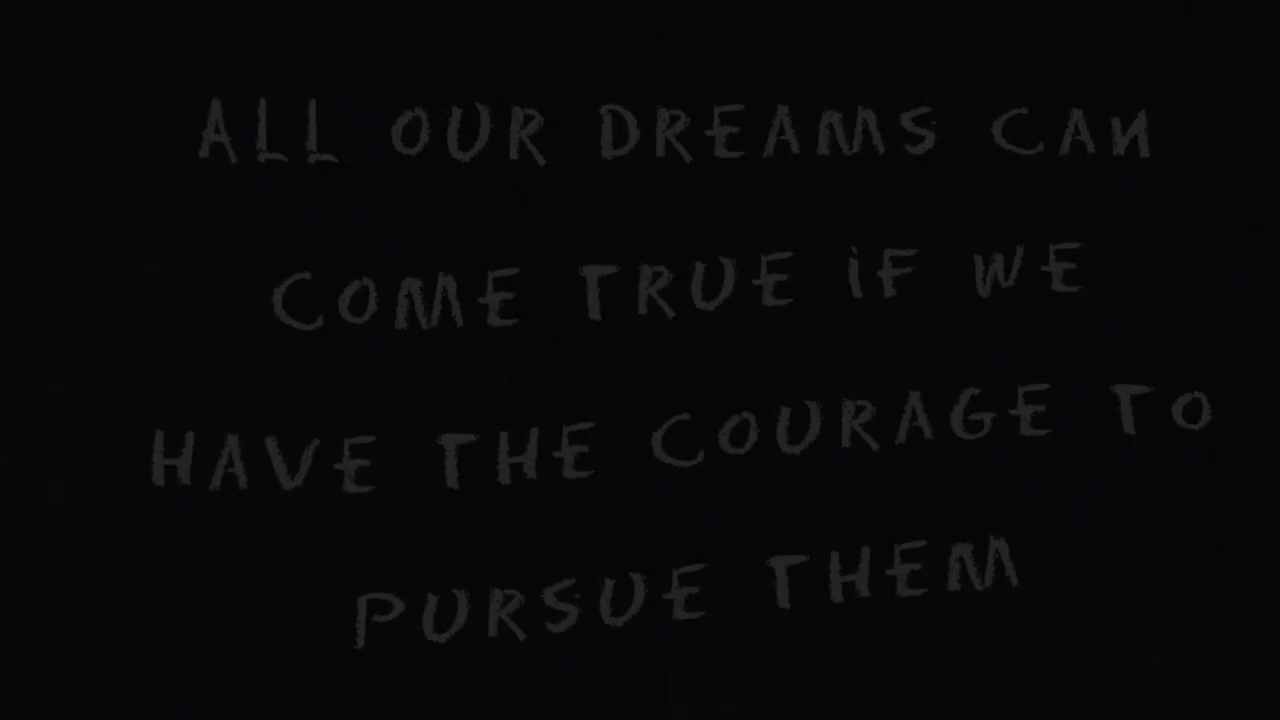 ALL OUR DREAMS CAN
COME TRUE iF WE
HAVE THE COURAGE TO
PURSUE THEM